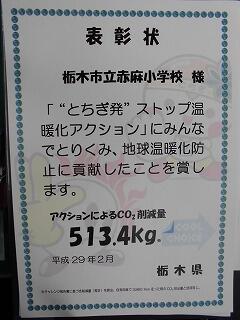 表彰状
栃木市立赤麻小学校 様
「“とちぎ発”ストップ温
暖化アクション」にみんな
でとりくみ、地球温暖化防
止に貢献したことを賞し
ます。
アクションによるCO₂削減量
513.4Kg
平成29年2月
栃木県
COOL
CHOICE